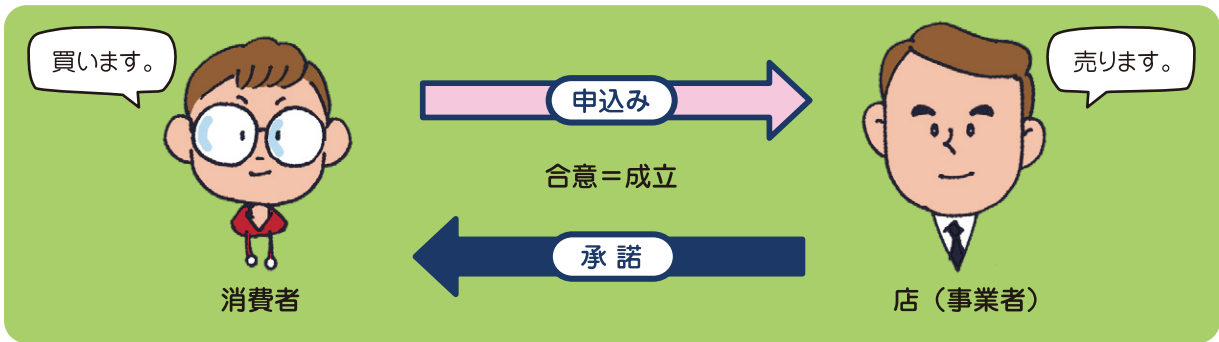 買います。
売ります。
申込み
合意＝成立
承諾
消費者
店（事業者）